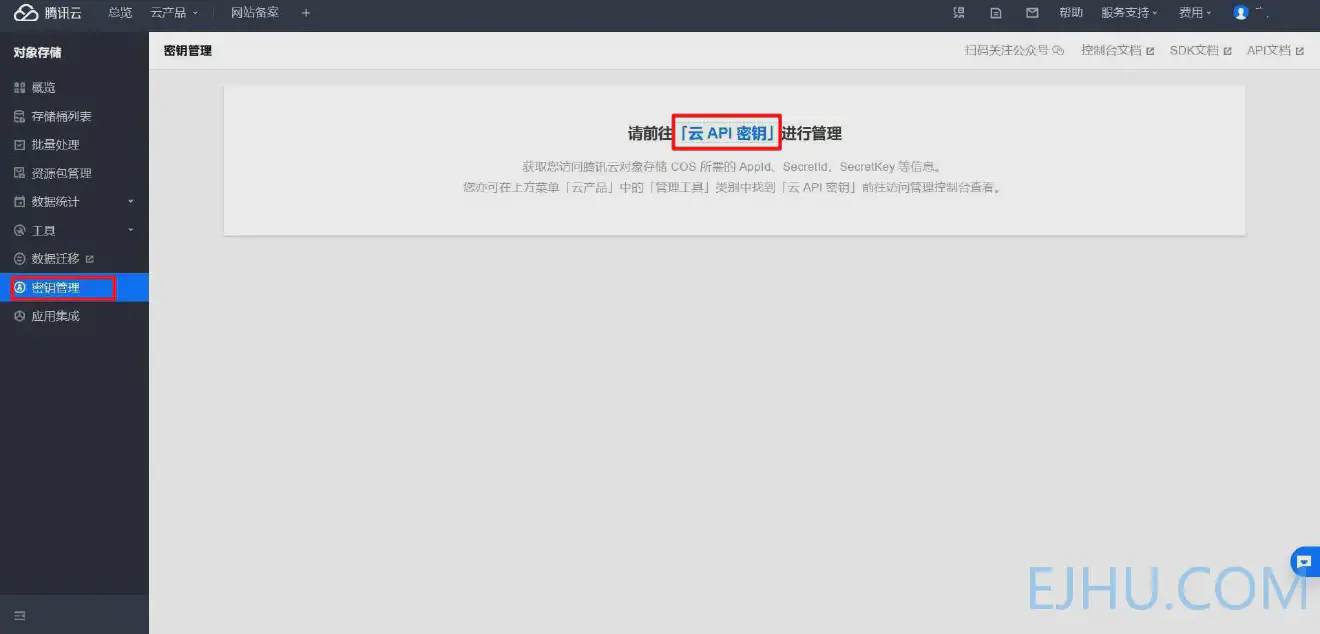 腾讯云 总览 云产品 网站备案 + 帮助 服务支持 费用
对象存储
概览
存储桶列表
批量处理
资源包管理
数据统计
工具
数据迁移
密钥管理
应用集成
密钥管理 扫码关注公众号 控制台文档 SDK文档 API文档
请前往「云 API 密钥」进行管理
获取您访问腾讯云对象存储 COS 所需的 AppId、SecretId、SecretKey 等信息。
您亦可在上方菜单「云产品」中的「管理工具」类别中找到「云 API 密钥」前往访问管理控制台查看。
EJHU.COM